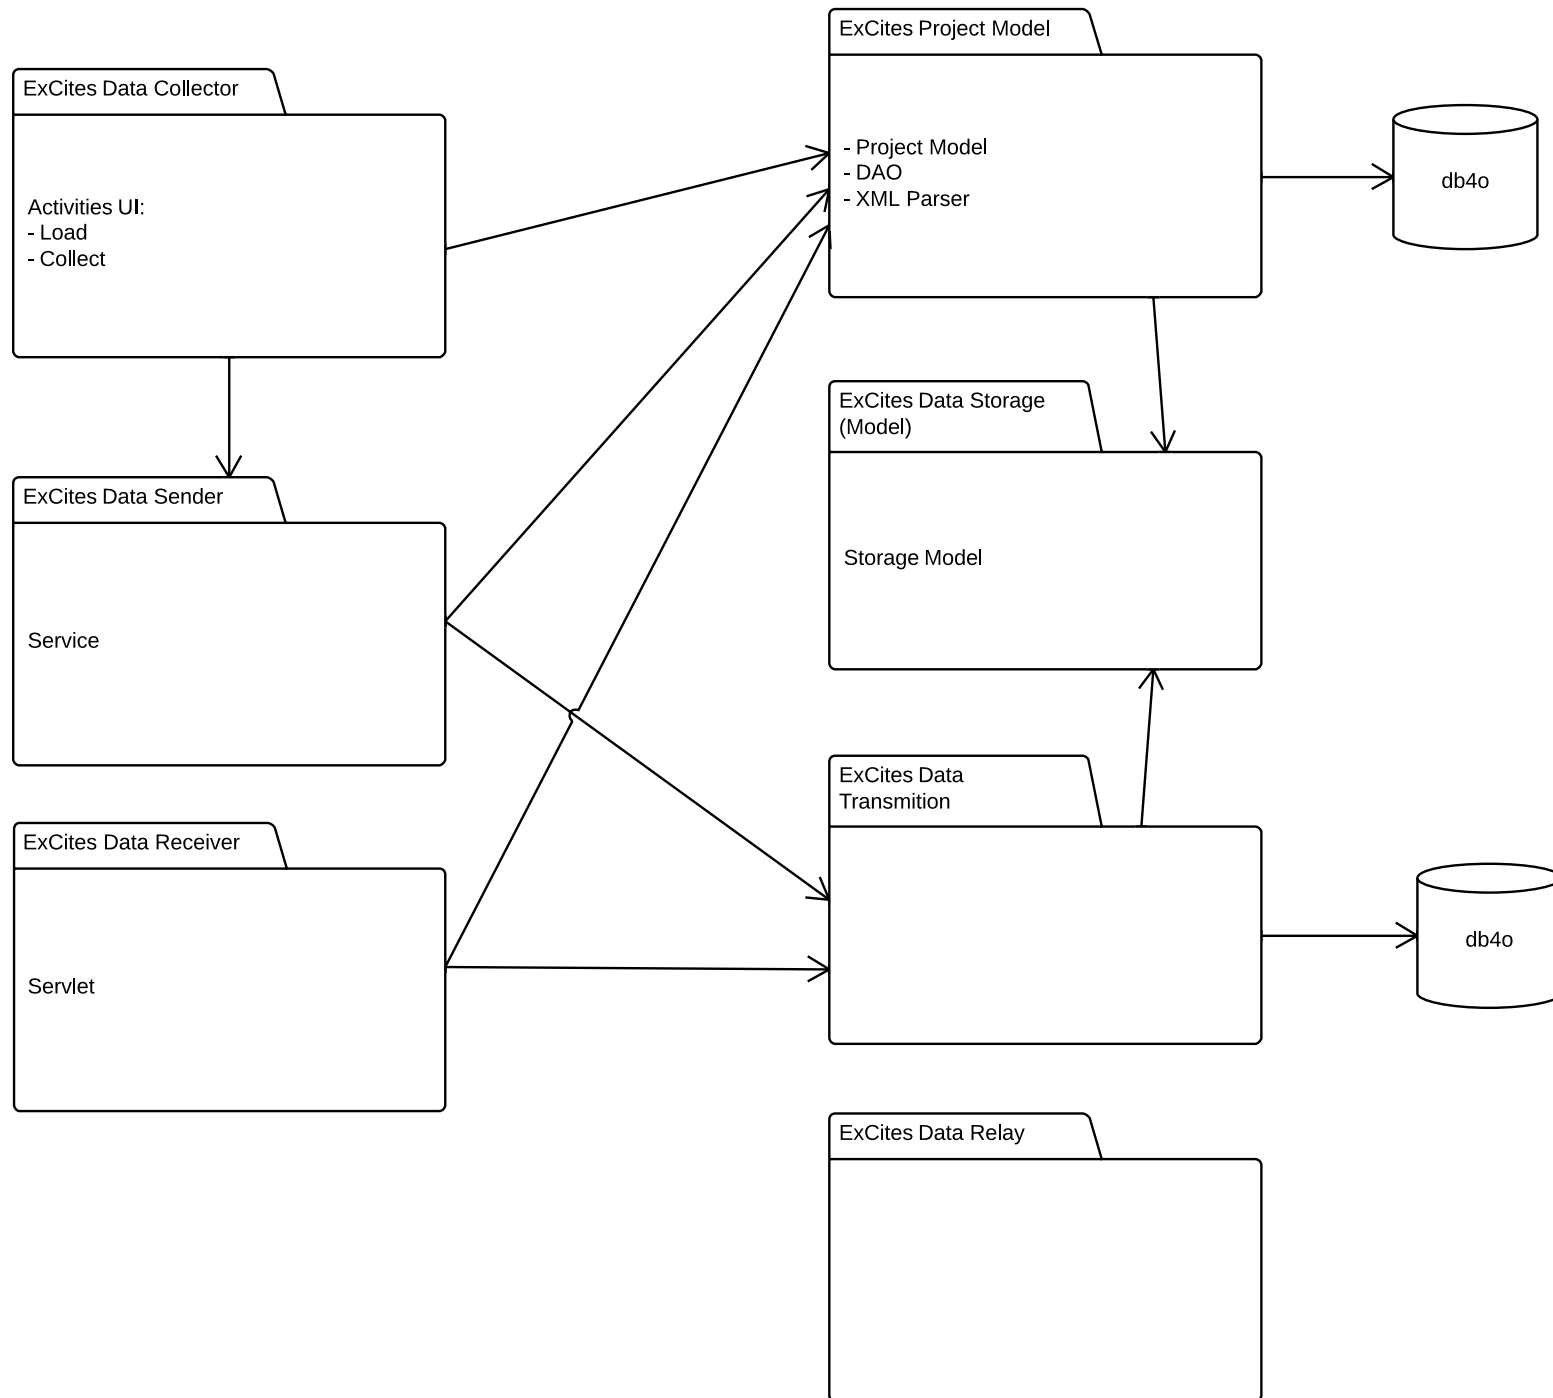 ExCites Project Model
- Project Model
- DAO
- XML Parser
db4o
ExCites Data Collector
Activities UI:
- Load
- Collect
ExCites Data Storage
(Model)
Storage Model
ExCites Data Sender
Service
ExCites Data
Transmition
db4o
ExCites Data Receiver
Servlet
ExCites Data Relay